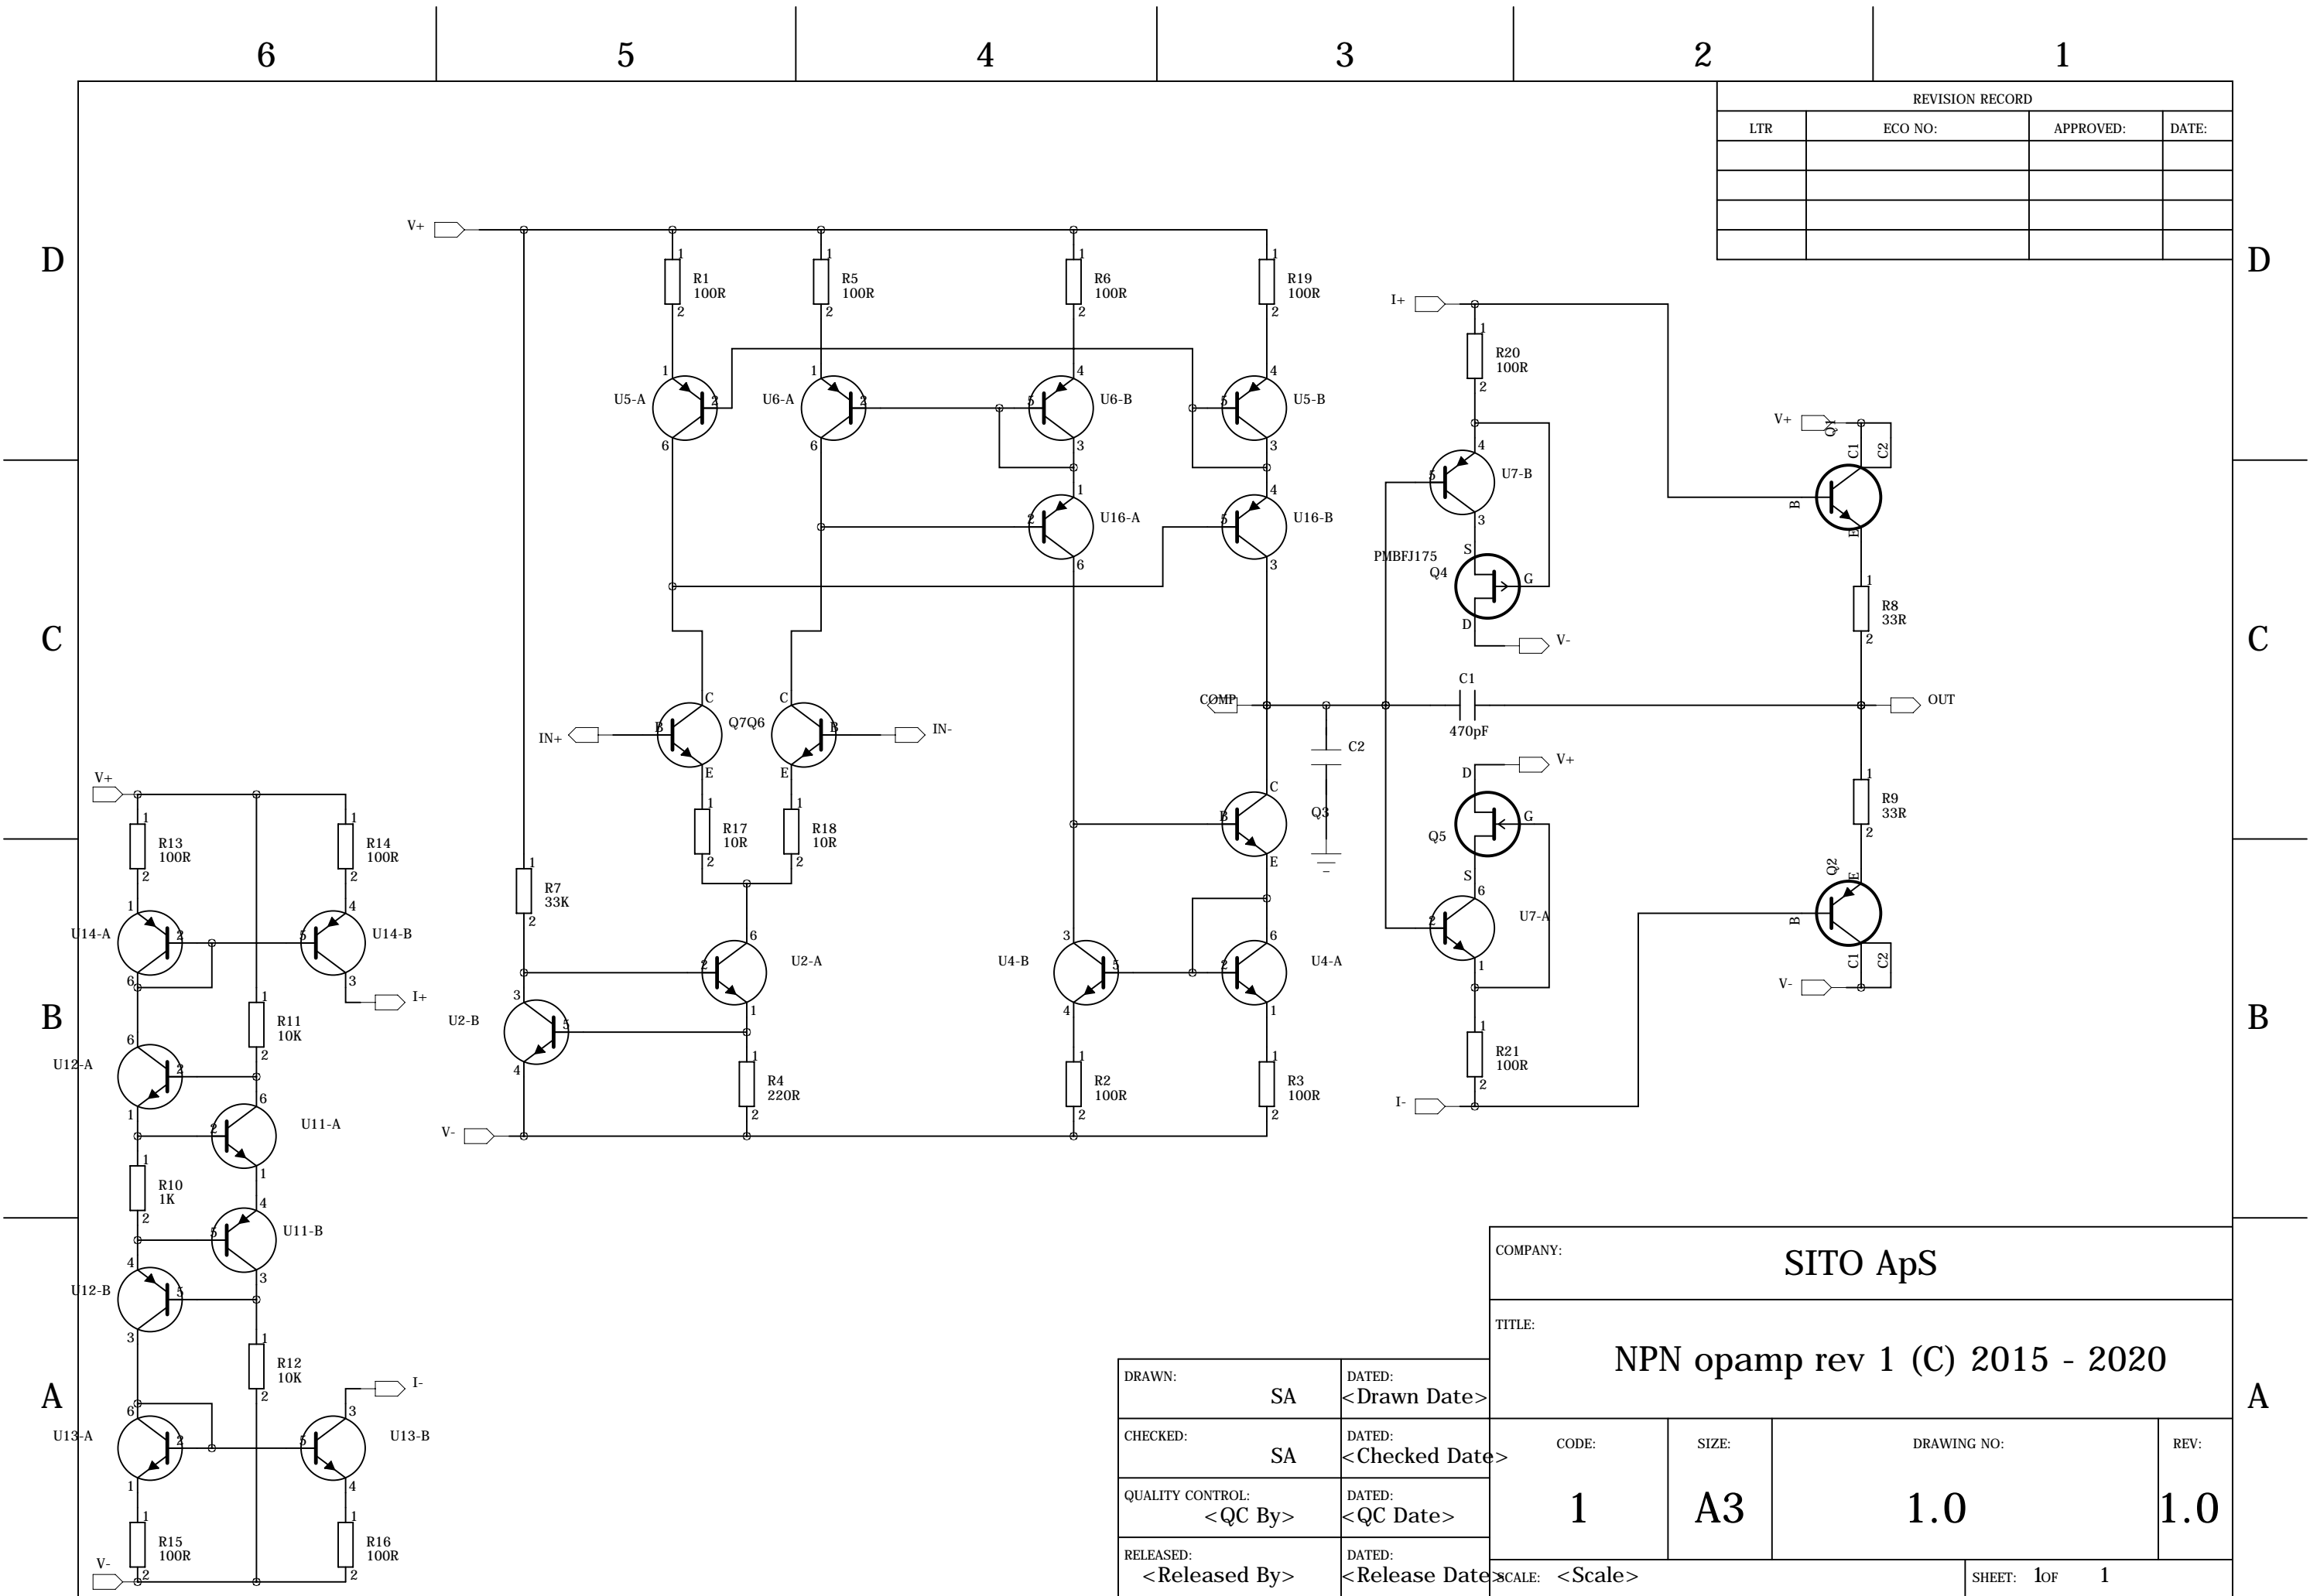 6 5 4 3 2 1
REVISION RECORD
LTR ECO NO: APPROVED: DATE:
D D
C C
B B
A A
V+
R1
100R
R5
100R
R6
100R
R19
100R
U5-A
U6-A
U6-B
U5-B
U16-A
U16-B
I+
R20
100R
U7-B
PMBFJ175
Q4
S
G
D
V-
V+
Q1
C1
C2
B
E
R8
33R
COMP
C1
470pF
OUT
IN+
C
B
E
Q7Q6
C
B
E
IN-
R17
10R
R18
10R
C2
Q3
C
B
E
D
V+
Q5
G
S
R9
33R
Q2
E
B
C1
C2
V-
R7
33K
U2-A
U2-B
R4
220R
V-
U4-B
U4-A
R2
100R
R3
100R
U7-A
R21
100R
I-
V+
R13
100R
R14
100R
U14-A
U14-B
I+
R11
10K
U12-A
U11-A
R10
1K
U11-B
U12-B
R12
10K
I-
U13-A
U13-B
R15
100R
R16
100R
V-
COMPANY:
SITO ApS
TITLE:
NPN opamp rev 1 (C) 2015 - 2020
DRAWN: SA DATED: <Drawn Date>
CHECKED: SA DATED: <Checked Date>
QUALITY CONTROL: <QC By> DATED: <QC Date>
RELEASED: <Released By> DATED: <Release Date>
CODE: SIZE: DRAWING NO: REV:
1 A3 1.0 1.0
SCALE: <Scale> SHEET: 1OF 1